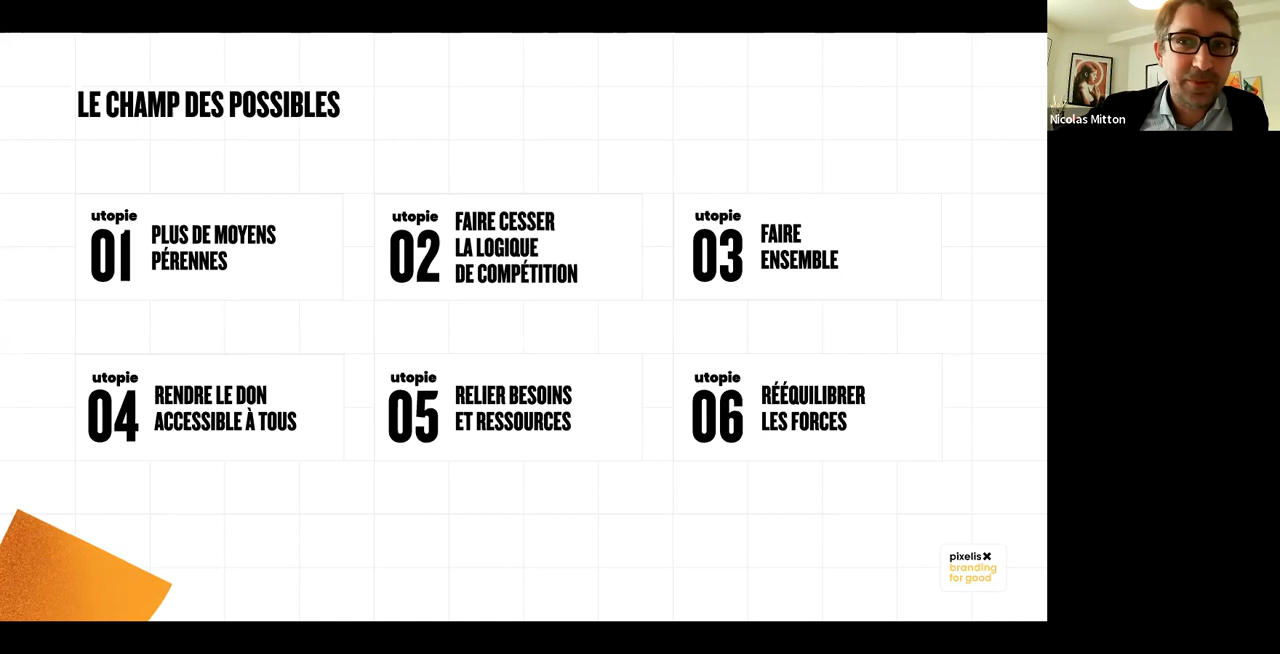 LE CHAMP DES POSSIBLES
utopie
01
PLUS DE MOYENS
PÉRENNES
utopie
02
FAIRE CESSER
LA LOGIQUE
DE COMPÉTITION
utopie
03
FAIRE
ENSEMBLE
utopie
04
RENDRE LE DON
ACCESSIBLE À TOUS
utopie
05
RELIER BESOINS
ET RESSOURCES
utopie
06
RÉÉQUILIBRER
LES FORCES
pixelis
branding
for good
Nicolas Mitton